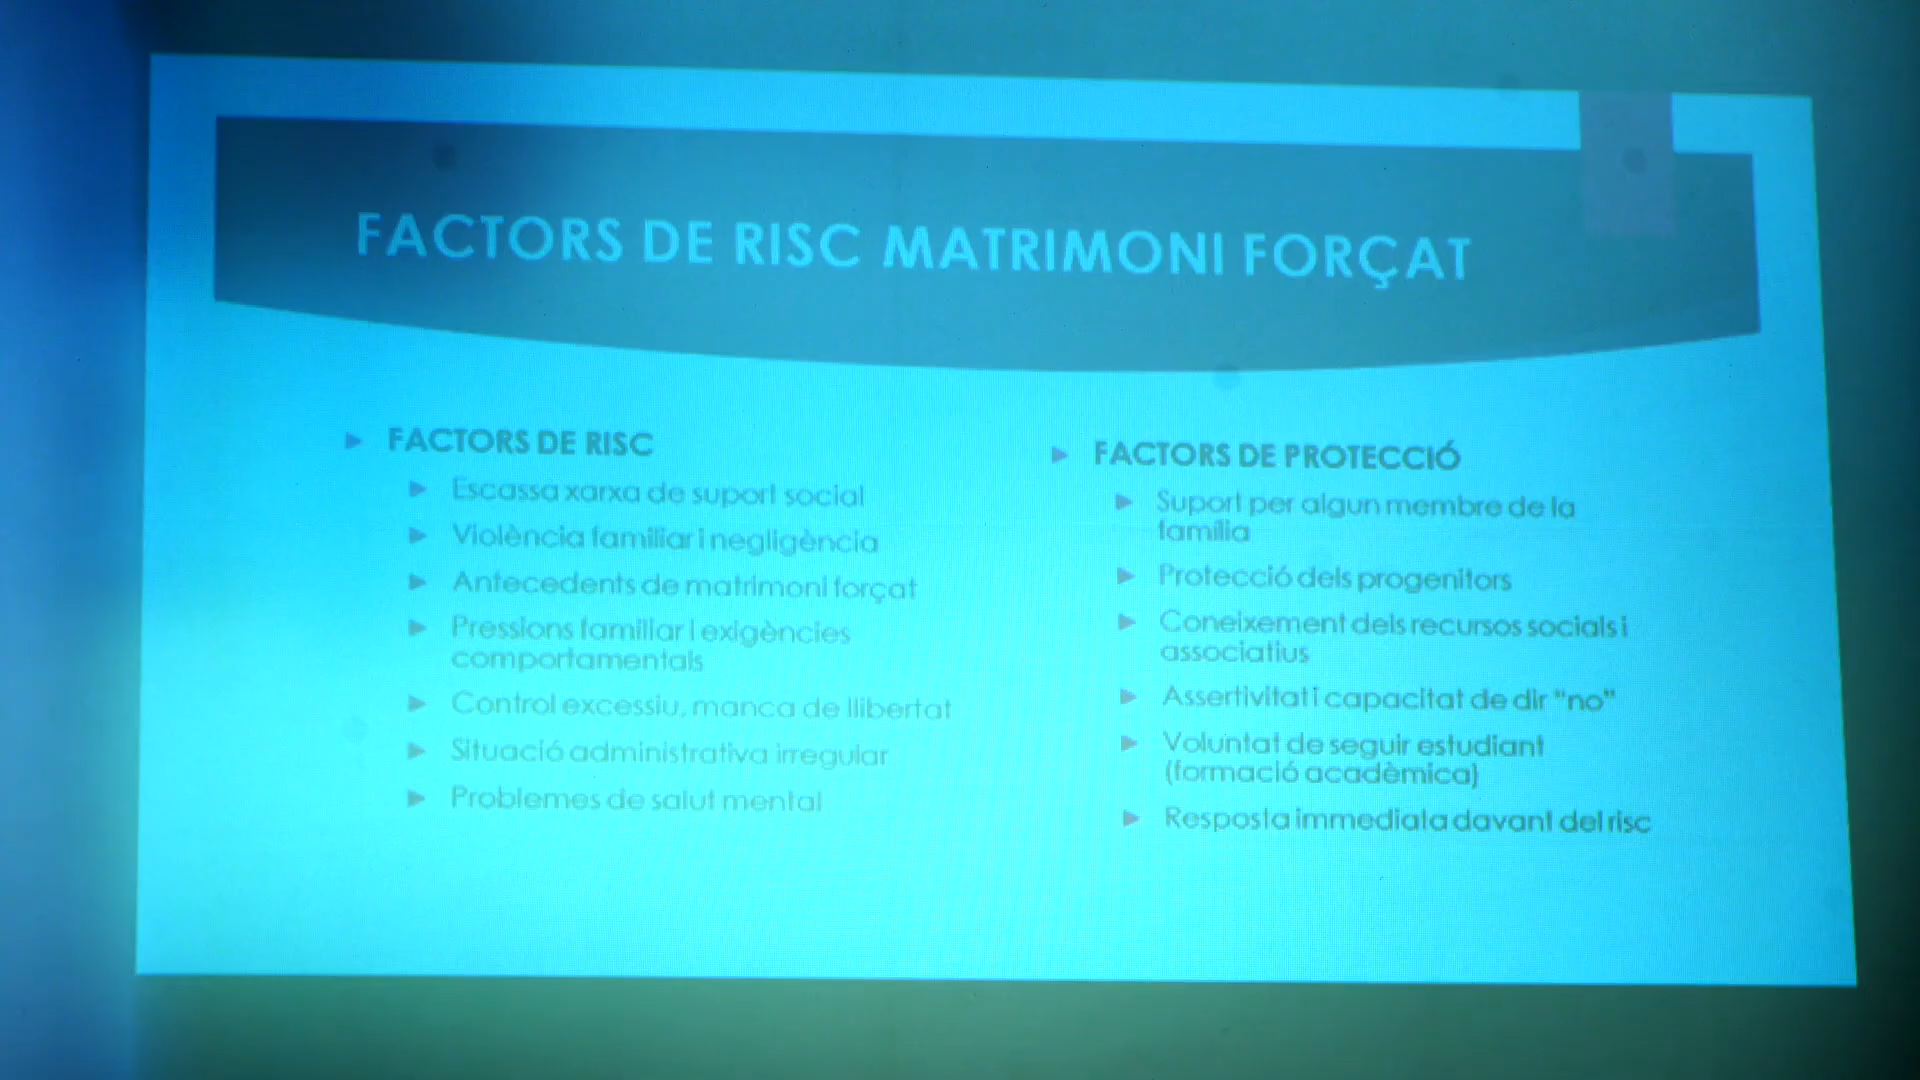 FACTORS DE RISC MATRIMONI FORÇAT
FACTORS DE RISC
Escassa xarxa de suport social
Violència familiar i negligència
Antecedents de matrimoni forçat
Pressions familiar i exigències
comportamentals
Control excessiu, manca de llibertat
Situació administrativa irregular
Problemes de salut mental
FACTORS DE PROTECCIÓ
Suport per algun membre de la
família
Protecció dels progenitors
Coneixement dels recursos socials i
associatius
Assertivitat i capacitat de dir "no"
Voluntat de seguir estudiant
(formació acadèmica)
Resposta immediata davant del risc